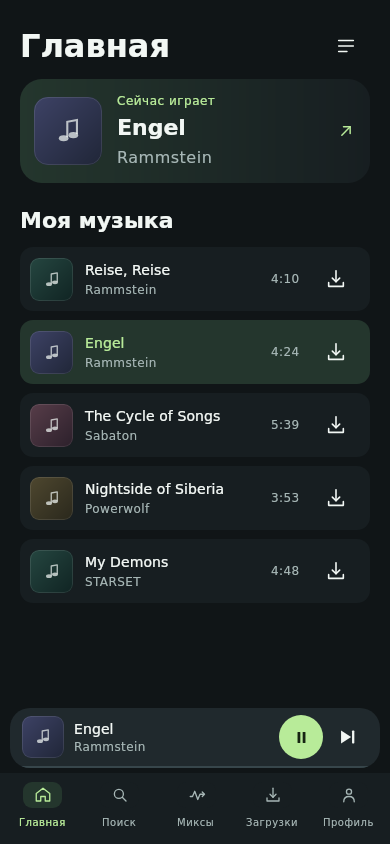 Главная
Сейчас играет
Engel
Rammstein
Моя музыка
Reise, Reise
Rammstein
4:10
Engel
Rammstein
4:24
The Cycle of Songs
Sabaton
5:39
Nightside of Siberia
Powerwolf
3:53
My Demons
STARSET
4:48
Engel
Rammstein
Главная
Поиск
Миксы
Загрузки
Профиль